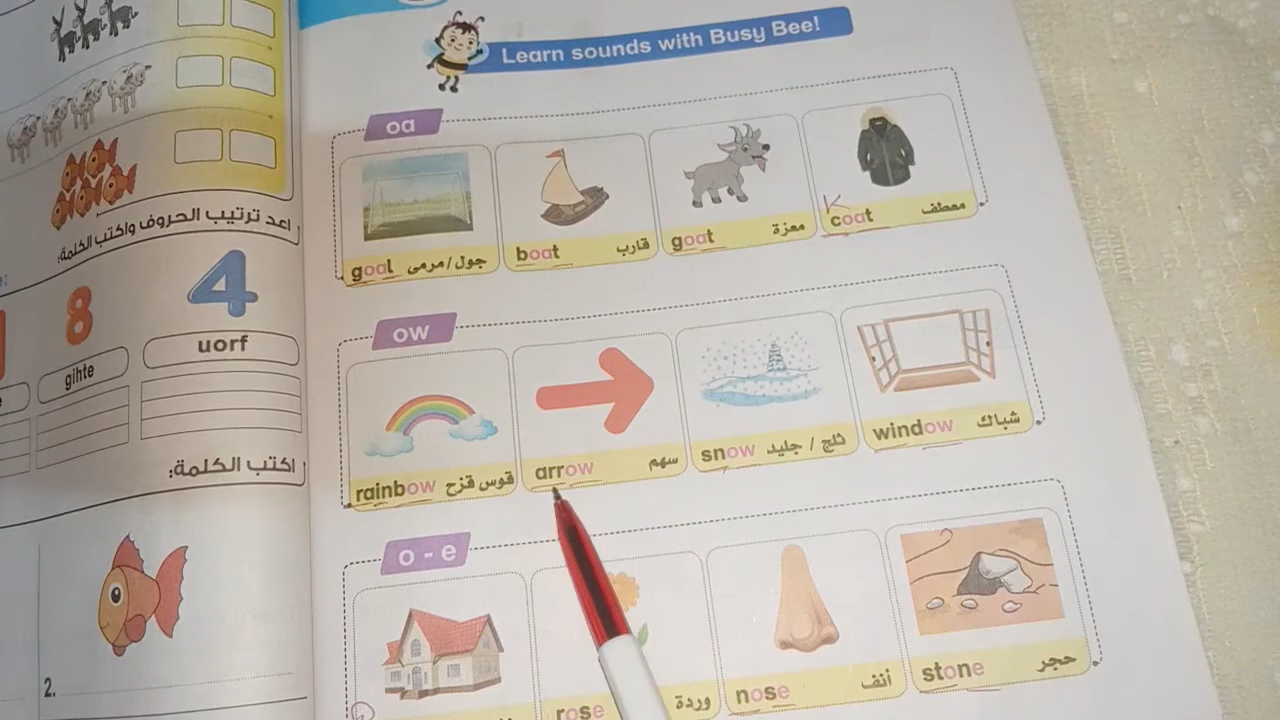 اعد ترتيب الحروف واكتب الكلمة:
8
4
gihte
uorf
اكتب الكلمة:
2.
Learn sounds with Busy Bee!
oa
goal جول/مرمى
boat قارب
goat معزة
K
coat معطف
ow
rainbow قوس قزح
arrow سهم
snow ثلج / جليد
window شباك
o - e
rose وردة
nose أنف
stone حجر